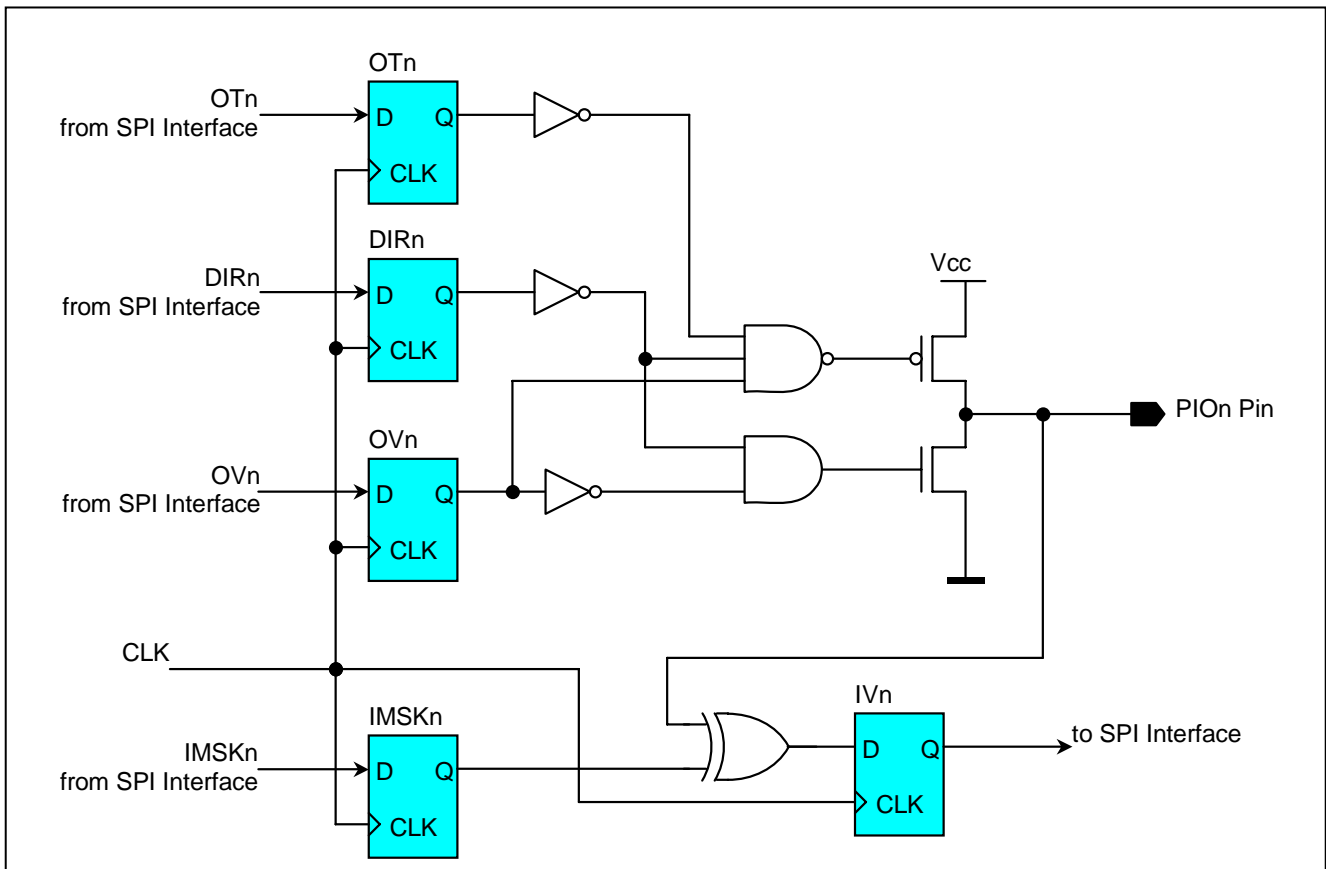 OTn
OTn
from SPI Interface
D Q
CLK
DIRn
DIRn
from SPI Interface
D Q
CLK
Vcc
PIOn Pin
OVn
OVn
from SPI Interface
D Q
CLK
CLK
IMSKn
IMSKn
from SPI Interface
D Q
CLK
IVn
D Q
CLK
to SPI Interface